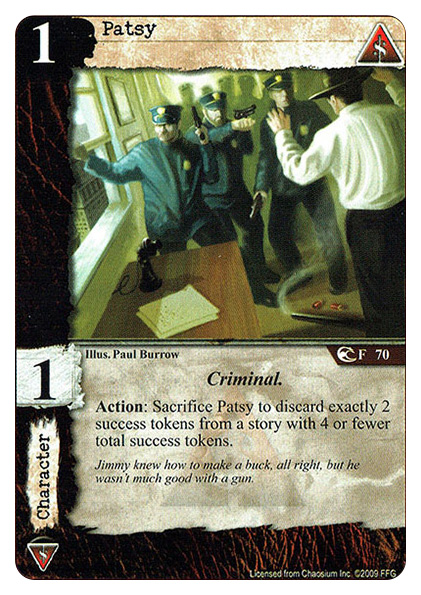 1
Patsy
Illus. Paul Burrow
F 70
1
Criminal.
Action: Sacrifice Patsy to discard exactly 2
success tokens from a story with 4 or fewer
total success tokens.
Jimmy knew how to make a buck, all right, but he
wasn't much good with a gun.
Character
Licensed from Chaosium Inc. ©2009 FFG